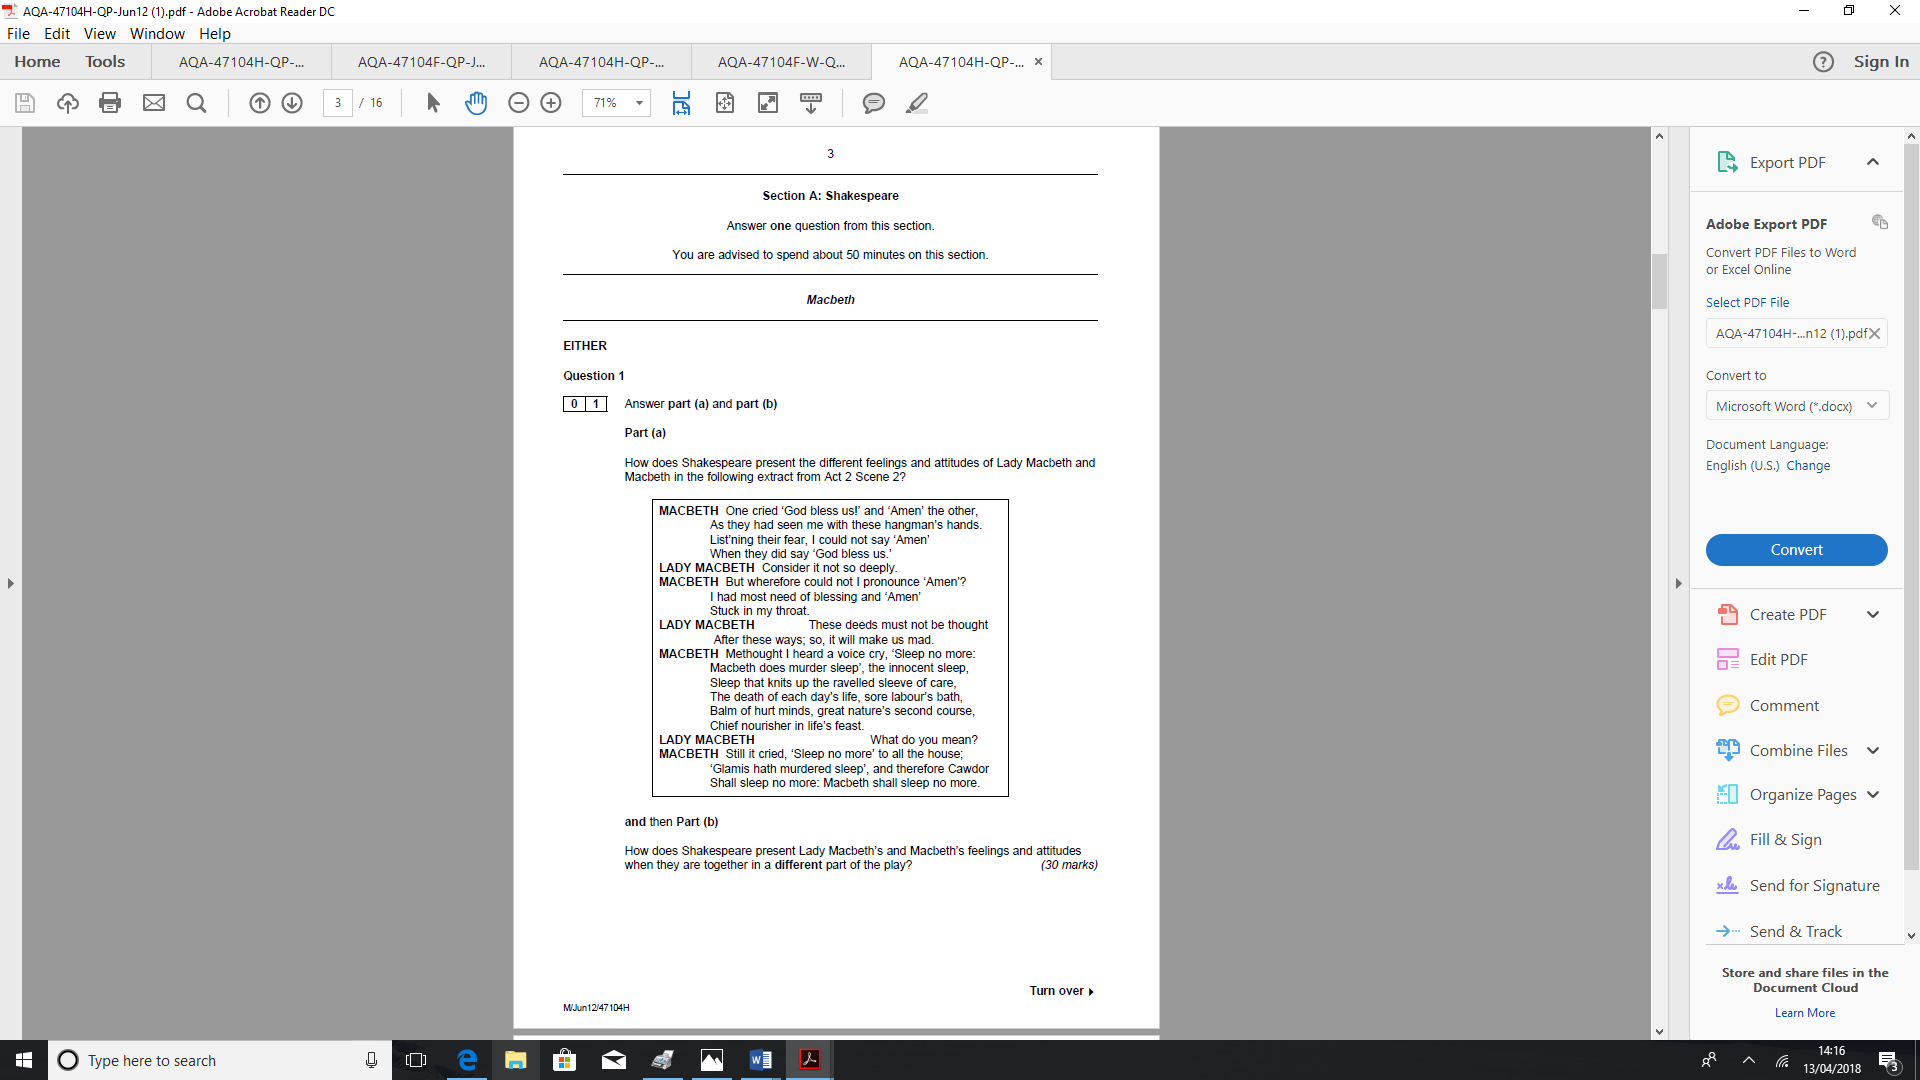 AQA-47104H-QP-Jun12 (1).pdf - Adobe Acrobat Reader DC
File Edit View Window Help
Home Tools AQA-47104H-QP-... AQA-47104F-QP-J... AQA-47104H-QP-... AQA-47104F-W-Q... AQA-47104H-QP-... Sign In
3 / 16 71%
3
Section A: Shakespeare
Answer one question from this section.
You are advised to spend about 50 minutes on this section.
Macbeth
EITHER
Question 1
0 1 Answer part (a) and part (b)
Part (a)
How does Shakespeare present the different feelings and attitudes of Lady Macbeth and
Macbeth in the following extract from Act 2 Scene 2?
MACBETH One cried ‘God bless us!’ and ‘Amen’ the other,
As they had seen me with these hangman’s hands.
List’ning their fear, I could not say ‘Amen’
When they did say ‘God bless us.’
LADY MACBETH Consider it not so deeply.
MACBETH But wherefore could not I pronounce ‘Amen’?
I had most need of blessing and ‘Amen’
Stuck in my throat.
LADY MACBETH These deeds must not be thought
After these ways; so, it will make us mad.
MACBETH Methought I heard a voice cry, ‘Sleep no more:
Macbeth does murder sleep’, the innocent sleep,
Sleep that knits up the ravelled sleeve of care,
The death of each day’s life, sore labour’s bath,
Balm of hurt minds, great nature’s second course,
Chief nourisher in life’s feast.
LADY MACBETH What do you mean?
MACBETH Still it cried, ‘Sleep no more’ to all the house;
‘Glamis hath murdered sleep’, and therefore Cawdor
Shall sleep no more: Macbeth shall sleep no more.
and then Part (b)
How does Shakespeare present Lady Macbeth’s and Macbeth’s feelings and attitudes
when they are together in a different part of the play? (30 marks)
Turn over
M/Jun12/47104H
Export PDF
Adobe Export PDF
Convert PDF Files to Word
or Excel Online
Select PDF File
AQA-47104H-...n12 (1).pdf
Convert to
Microsoft Word (*.docx)
Document Language:
English (U.S.) Change
Convert
Create PDF
Edit PDF
Comment
Combine Files
Organize Pages
Fill & Sign
Send for Signature
Send & Track
Store and share files in the
Document Cloud
Learn More
Type here to search
14:16
13/04/2018
3